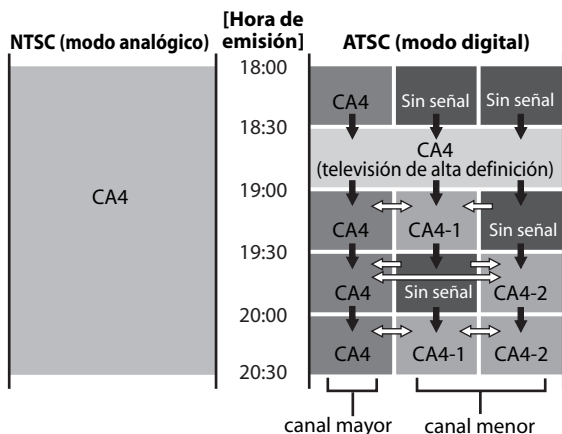 [Hora de
emisión]
NTSC (modo analógico)
ATSC (modo digital)
18:00
CA4
Sin señal
Sin señal
18:30
CA4
(televisión de alta definición)
19:00
CA4
CA4
CA4-1
Sin señal
19:30
CA4
Sin señal
CA4-2
20:00
CA4
CA4-1
CA4-2
20:30
canal mayor
canal menor